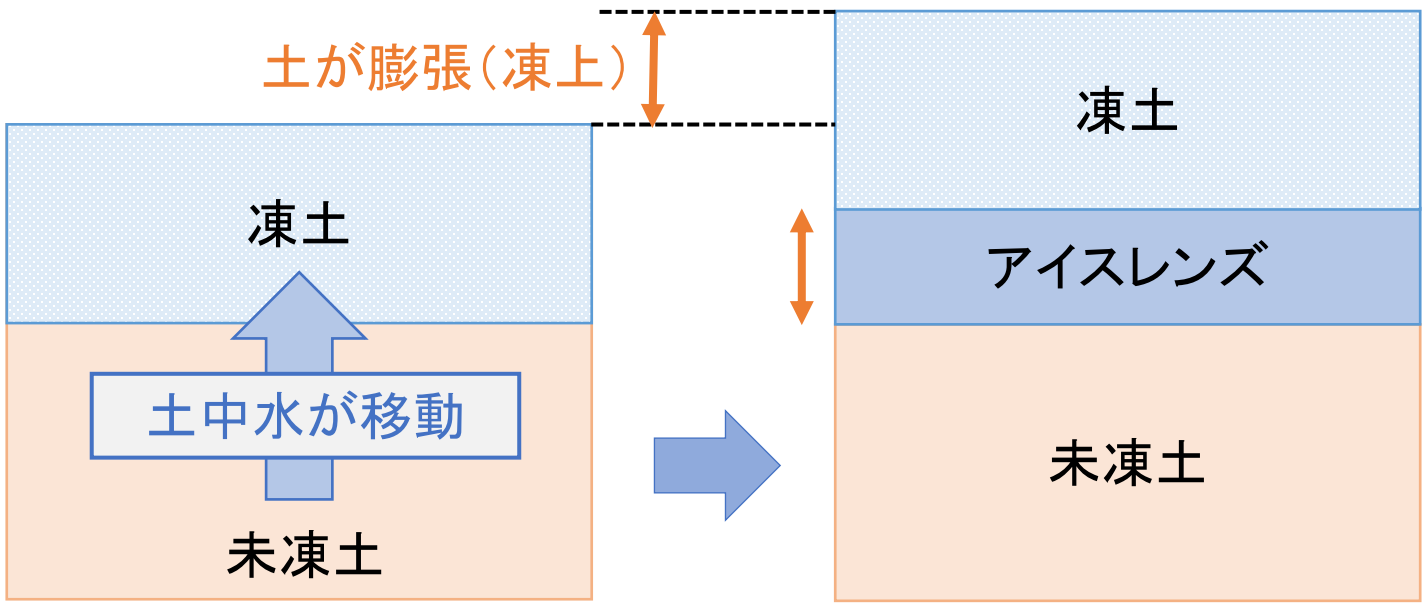 土が膨張(凍上)
凍土
土中水が移動
未凍土
凍土
アイスレンズ
未凍土